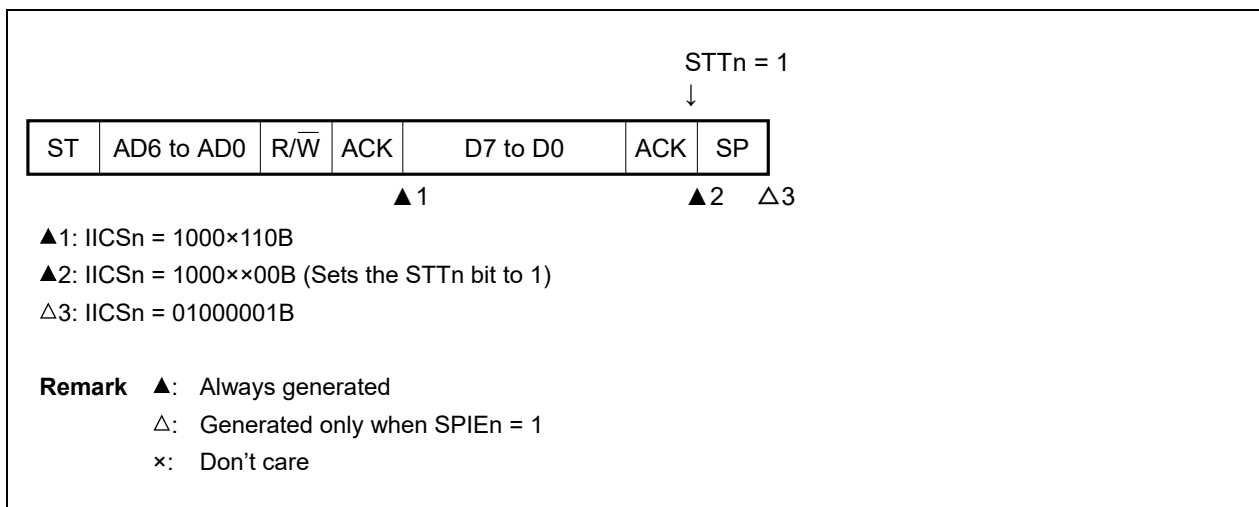 STTn = 1
↓
ST AD6 to AD0 R/W̅ ACK D7 to D0 ACK SP
▲1 ▲2 △3
▲1: IICSn = 1000×110B
▲2: IICSn = 1000××00B (Sets the STTn bit to 1)
△3: IICSn = 01000001B
Remark ▲: Always generated
△: Generated only when SPIEn = 1
×: Don't care